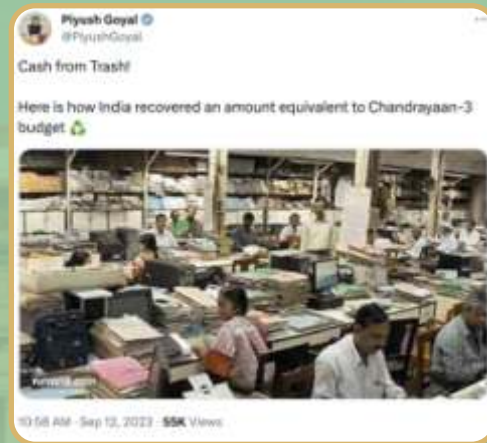 Piyush Goyal
@PiyushGoyal
Cash from Trash!
Here is how India recovered an amount equivalent to Chandrayaan-3
budget
10:58 AM · Sep 12, 2023 · 55K Views